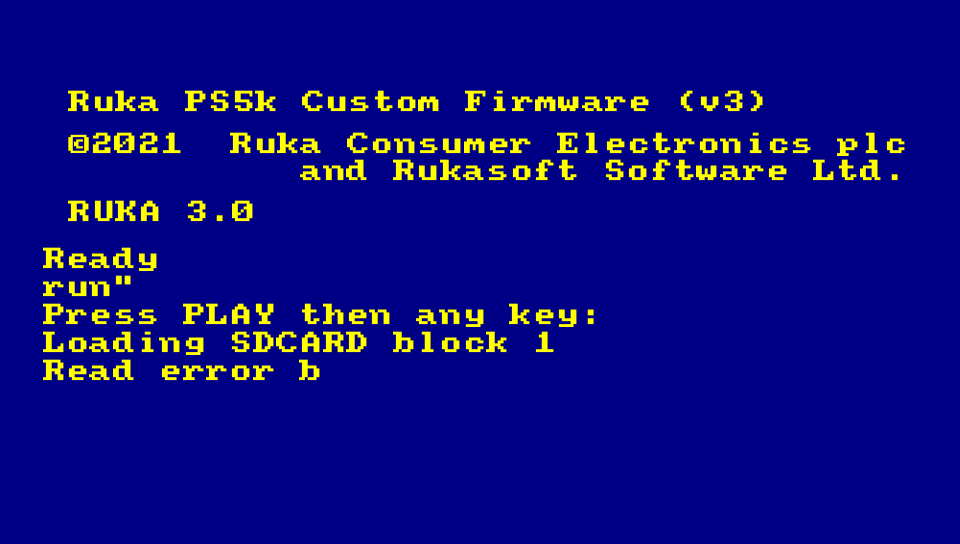 Ruka PS5k Custom Firmware (v3)
©2021 Ruka Consumer Electronics plc
and Rukasoft Software Ltd.
RUKA 3.0
Ready
run"
Press PLAY then any key:
Loading SDCARD block 1
Read error b